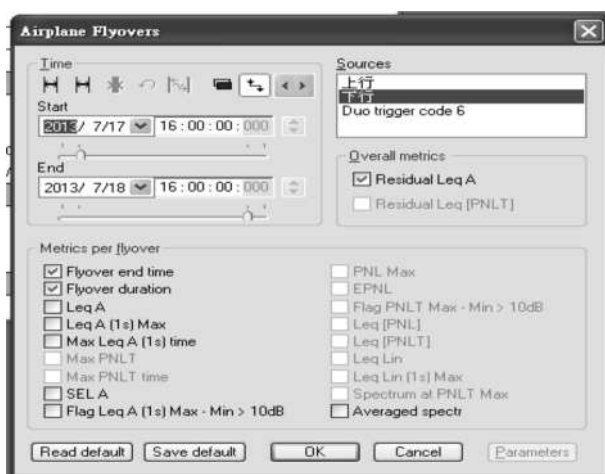 Airplane Flyovers
Time
Start
2013/ 7/17 16:00:00:000
End
2013/ 7/18 16:00:00:000
Sources
上行
下行
Duo trigger code 6
Overall metrics
Residual Leq A
Residual Leq [PNLT]
Metrics per flyover
Flyover end time
Flyover duration
Leq A
Leq A (1s) Max
Max Leq A (1s) time
Max PNLT
Max PNLT time
SEL A
Flag Leq A (1s) Max - Min > 10dB
PNL Max
EPNL
Flag PNLT Max - Min > 10dB
Leq [PNL]
Leq [PNLT]
Leq Lin
Leq Lin (1s) Max
Spectrum at PNLT Max
Averaged spectr
Read default Save default OK Cancel Parameters